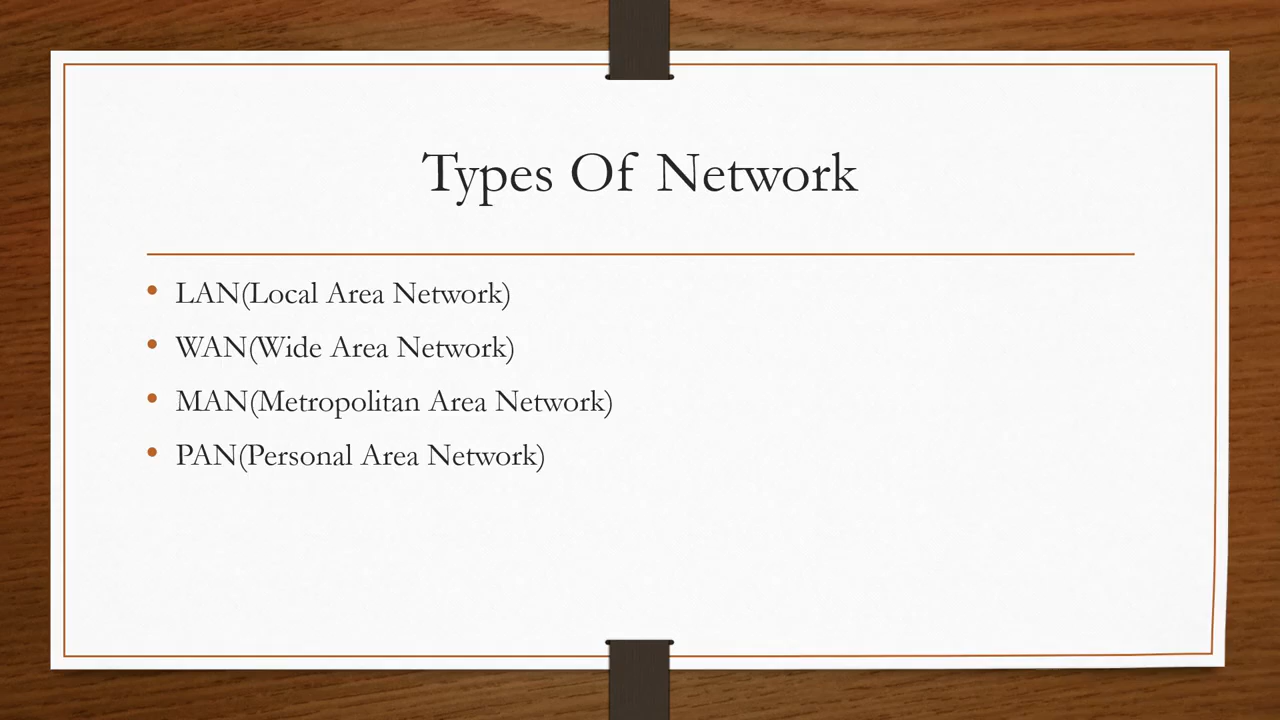 Types Of Network
• LAN(Local Area Network)
• WAN(Wide Area Network)
• MAN(Metropolitan Area Network)
• PAN(Personal Area Network)